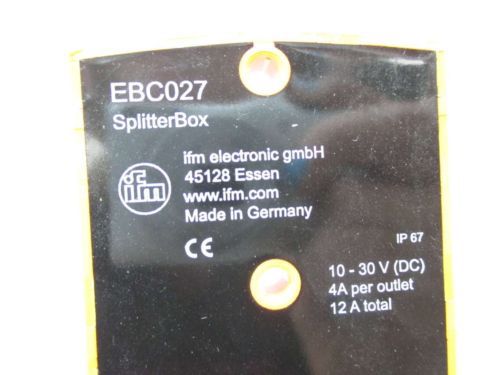 EBC027
SplitterBox
ifm
ifm electronic gmbH
45128 Essen
www.ifm.com
Made in Germany
CE
IP 67
10 - 30 V (DC)
4A per outlet
12 A total